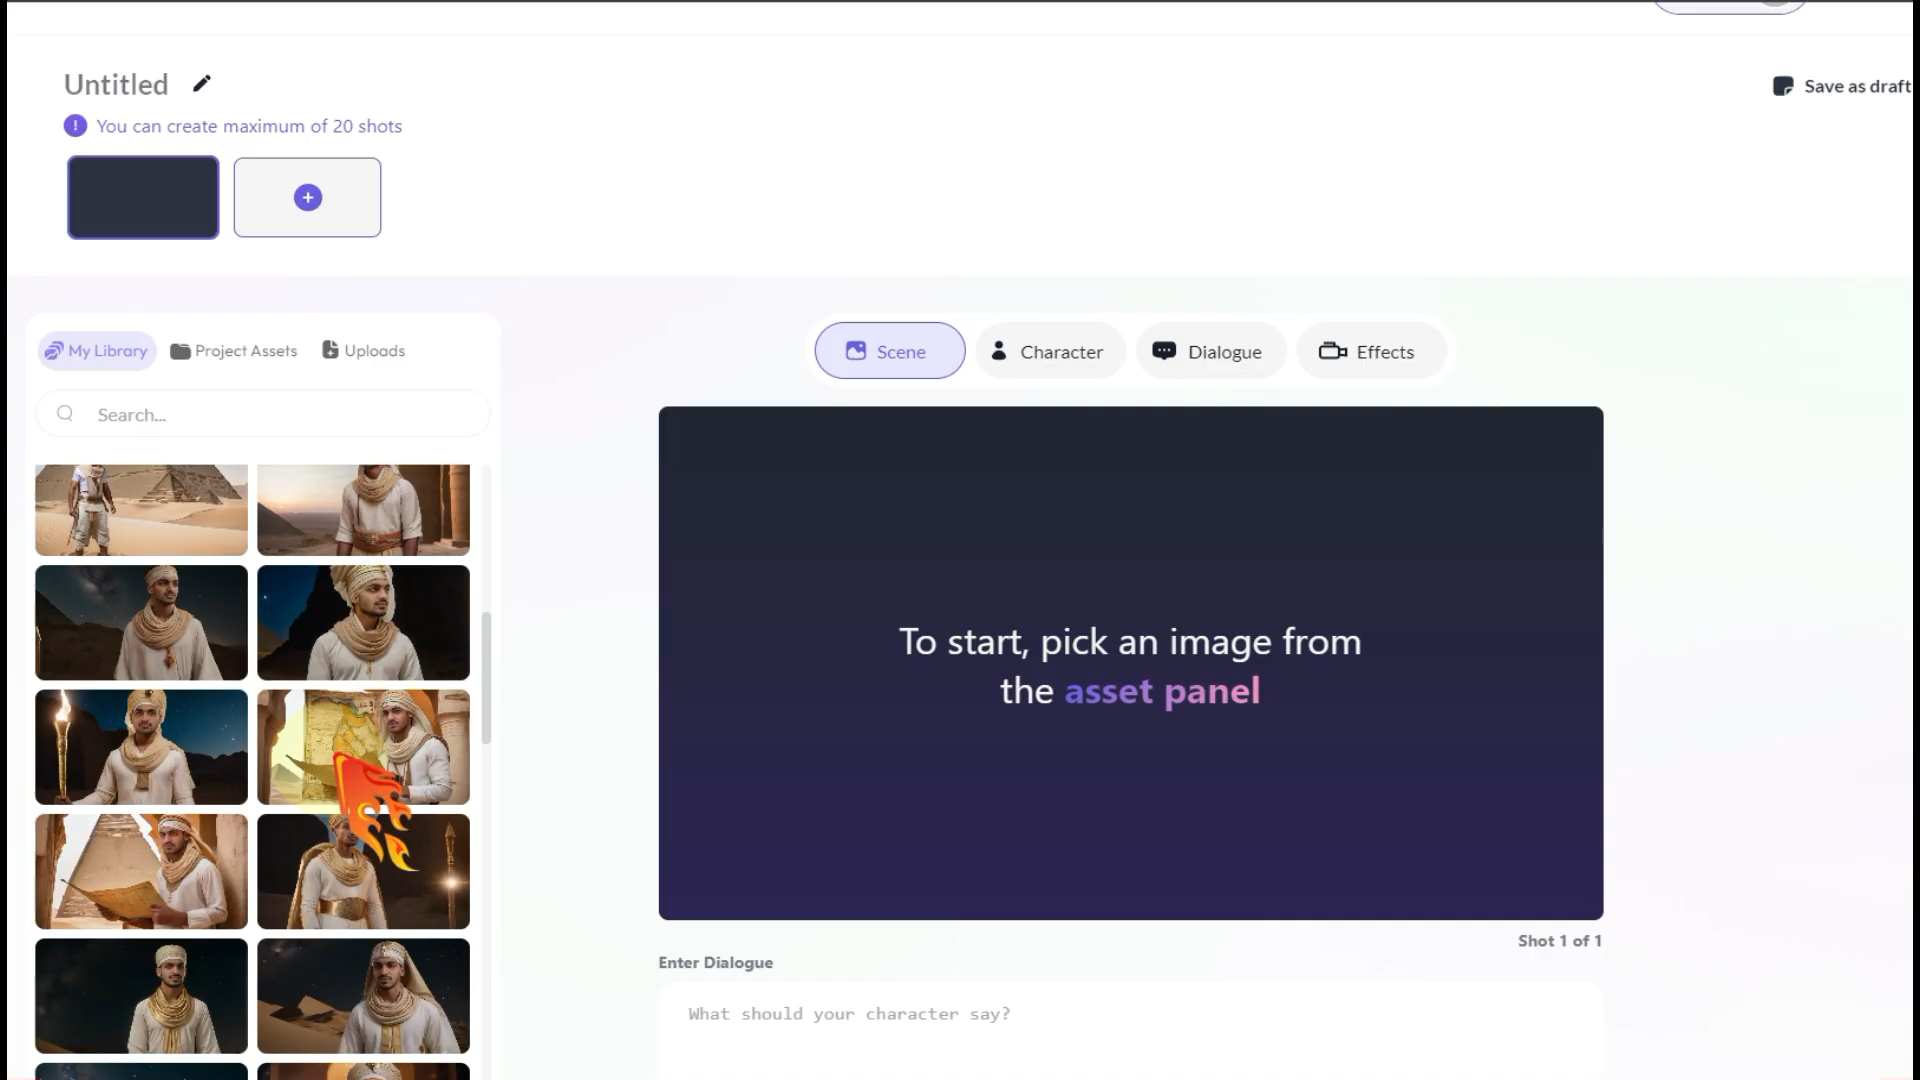 Untitled
Save as draft
! You can create maximum of 20 shots
+
My Library
Project Assets
Uploads
Search...
Scene
Character
Dialogue
Effects
To start, pick an image from
the asset panel
Shot 1 of 1
Enter Dialogue
What should your character say?